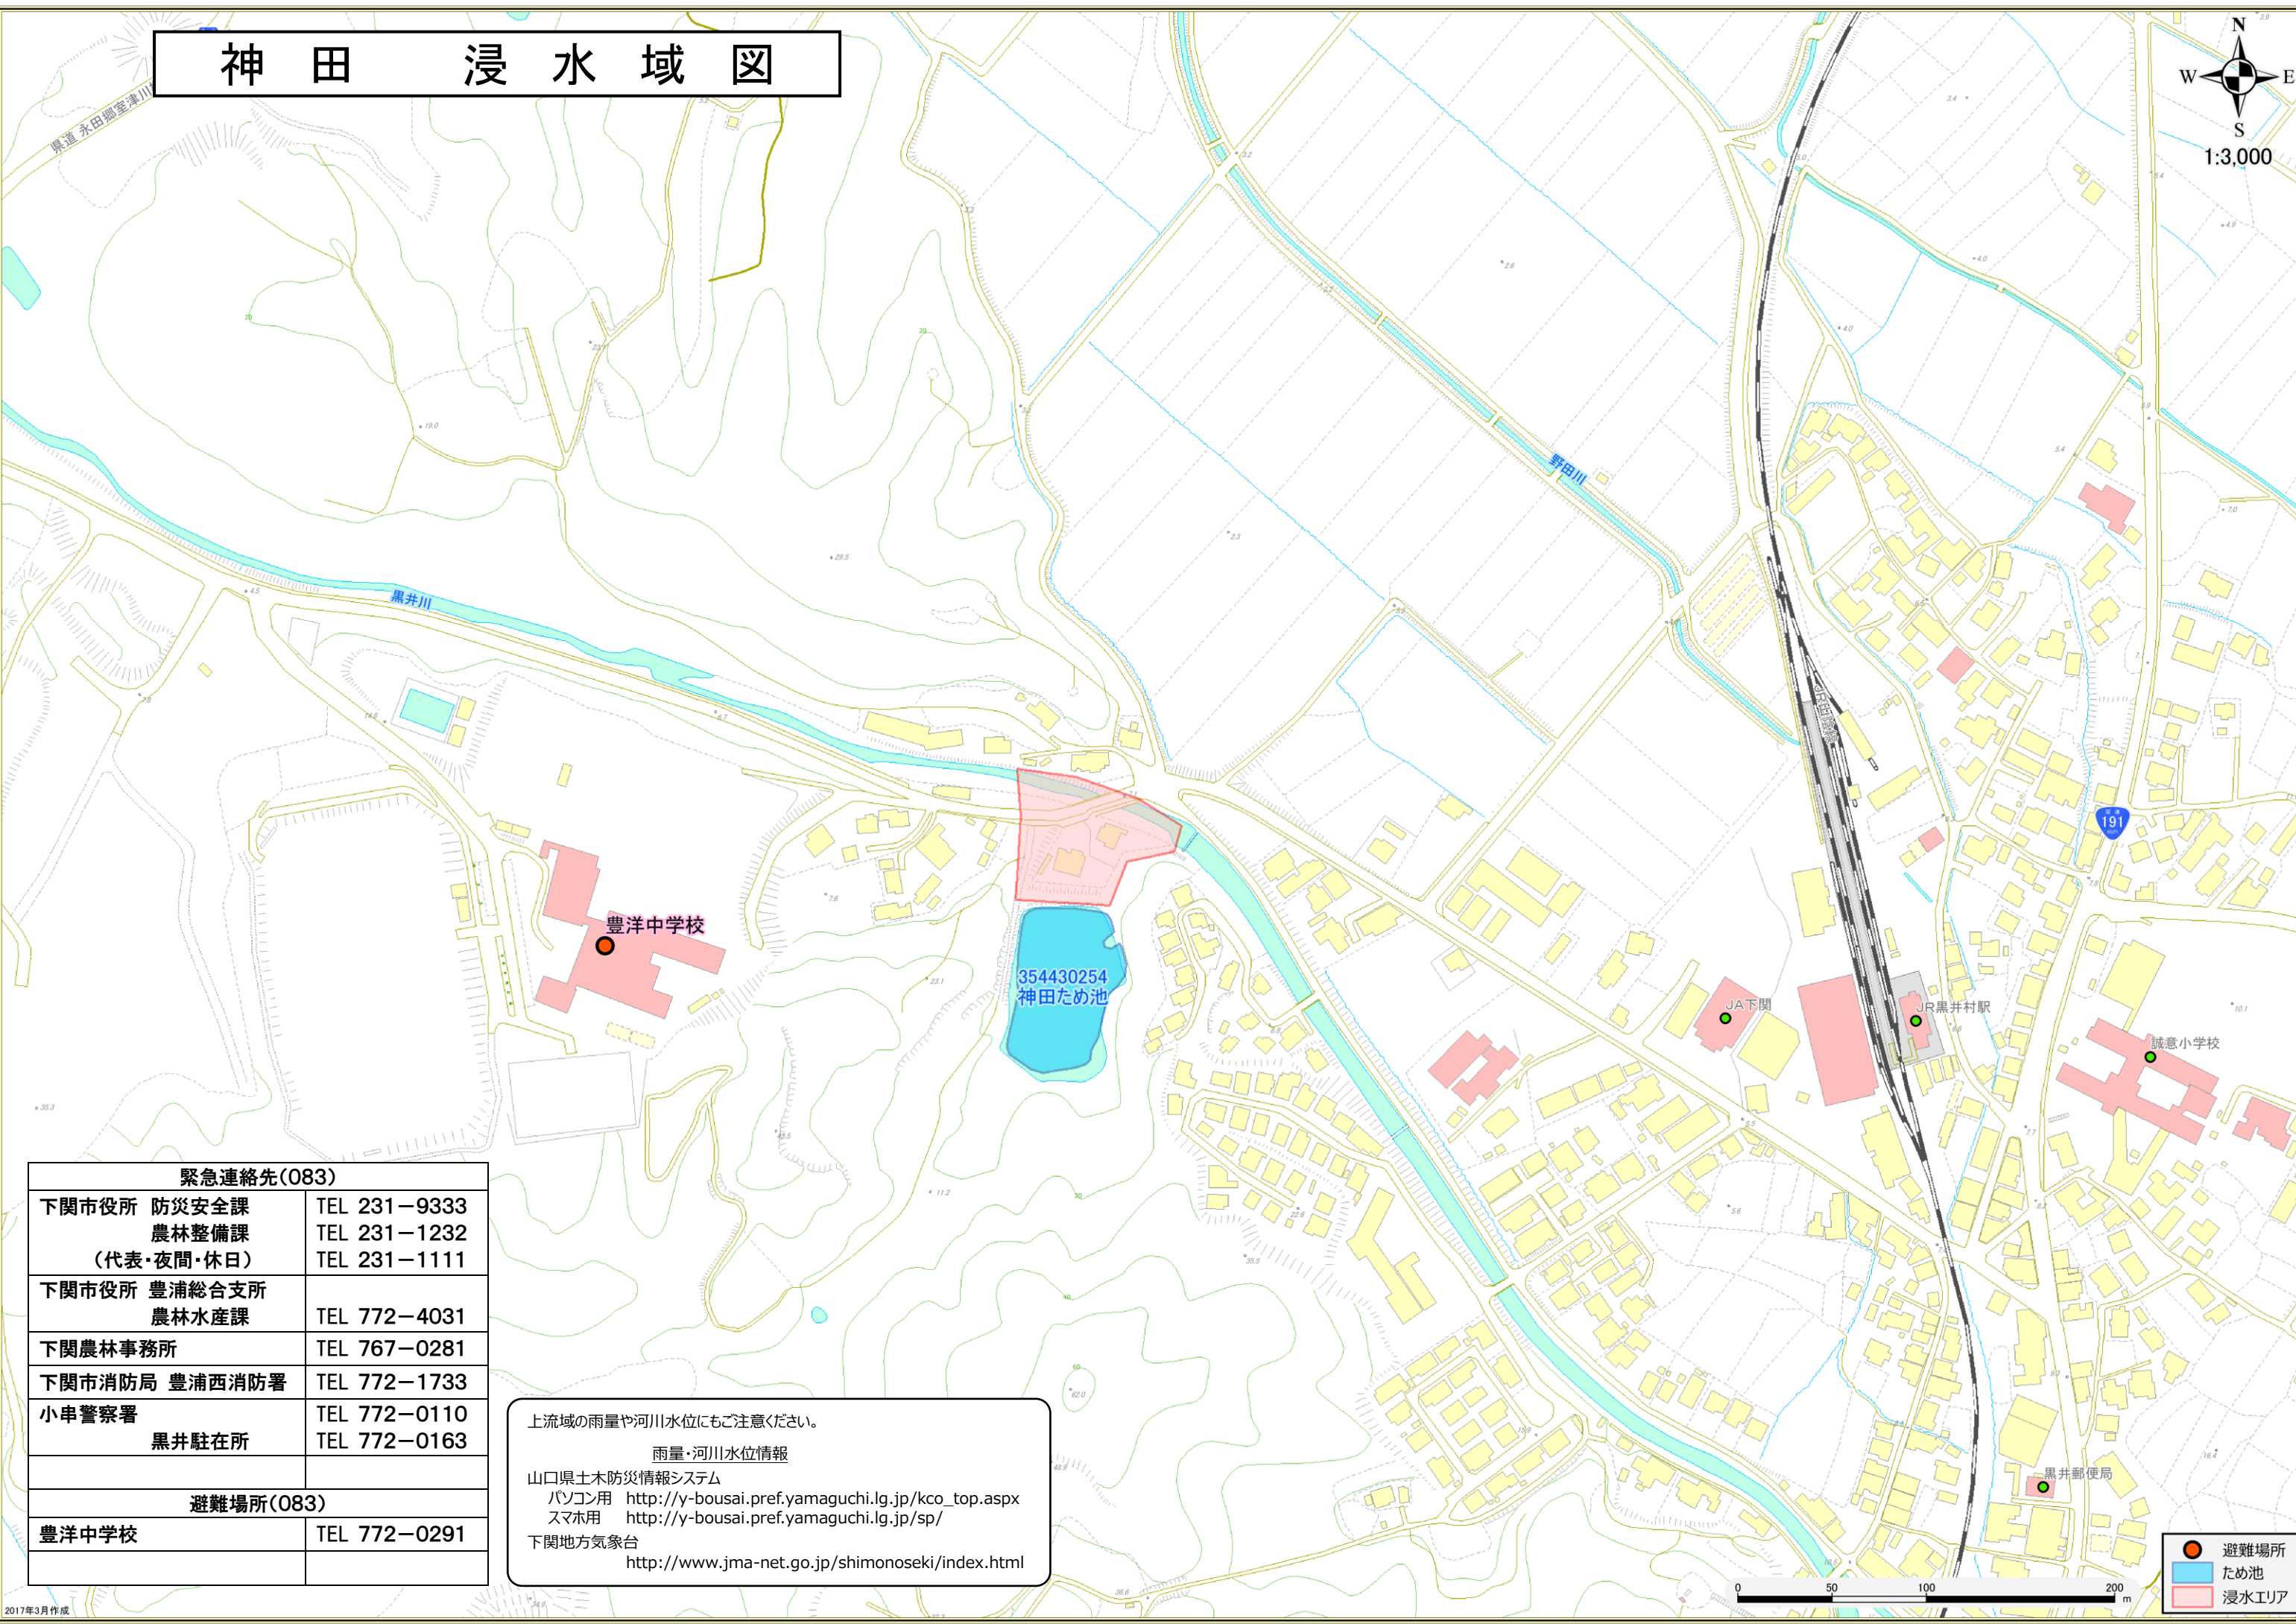 神田 浸水域図
N
W E
S
1:3,000
県道 永田郷室津川
野田川
黒井川
JR山陰線
191
豊洋中学校
354430254
神田ため池
JA下関
JR黒井村駅
誠意小学校
黒井郵便局
緊急連絡先(083)
下関市役所 防災安全課 TEL 231-9333
農林整備課 TEL 231-1232
(代表・夜間・休日) TEL 231-1111
下関市役所 豊浦総合支所
農林水産課 TEL 772-4031
下関農林事務所 TEL 767-0281
下関市消防局 豊浦西消防署 TEL 772-1733
小串警察署 TEL 772-0110
黒井駐在所 TEL 772-0163
避難場所(083)
豊洋中学校 TEL 772-0291
上流域の雨量や河川水位にもご注意ください。
雨量・河川水位情報
山口県土木防災情報システム
パソコン用 http://y-bousai.pref.yamaguchi.lg.jp/kco_top.aspx
スマホ用 http://y-bousai.pref.yamaguchi.lg.jp/sp/
下関地方気象台
http://www.jma-net.go.jp/shimonoseki/index.html
避難場所
ため池
浸水エリア
0 50 100 200
m
2017年3月作成